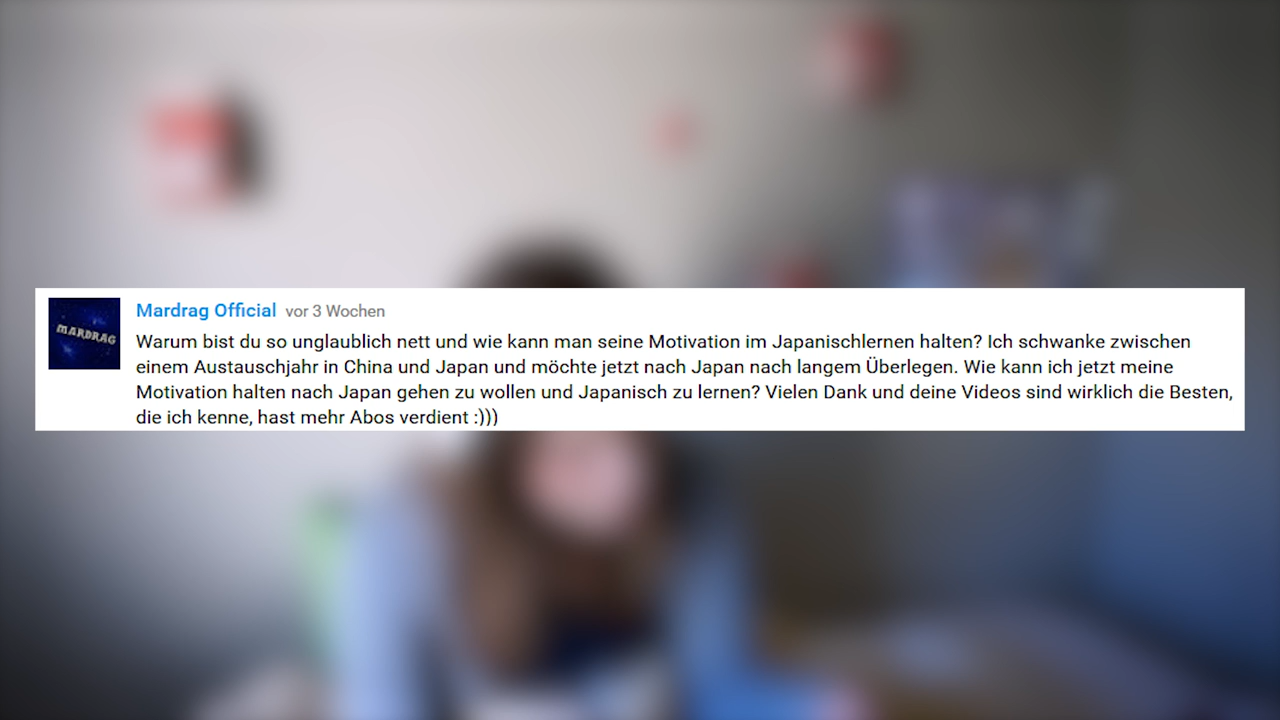 MARDRAG
Mardrag Official vor 3 Wochen
Warum bist du so unglaublich nett und wie kann man seine Motivation im Japanischlernen halten? Ich schwanke zwischen
einem Austauschjahr in China und Japan und möchte jetzt nach Japan nach langem Überlegen. Wie kann ich jetzt meine
Motivation halten nach Japan gehen zu wollen und Japanisch zu lernen? Vielen Dank und deine Videos sind wirklich die Besten,
die ich kenne, hast mehr Abos verdient :)))